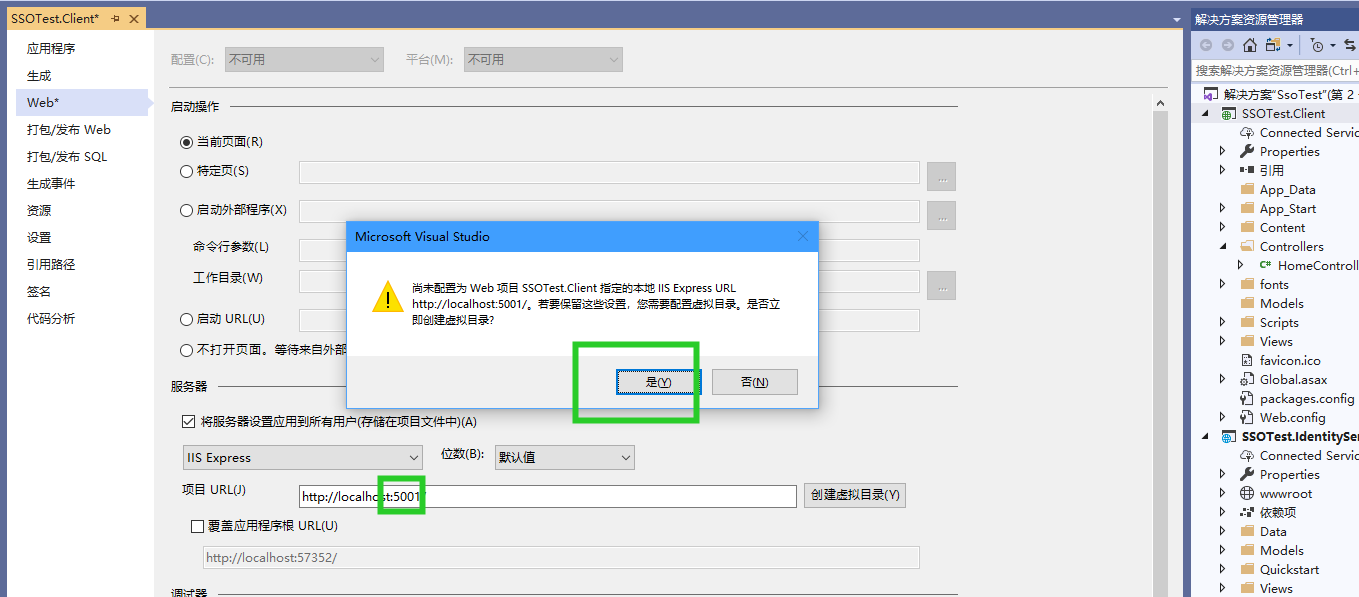 SSOTest.Client*
应用程序
生成
Web*
打包/发布 Web
打包/发布 SQL
生成事件
资源
设置
引用路径
签名
代码分析
配置(C):
不可用
平台(M):
不可用
启动操作
当前页面(R)
特定页(S)
...
启动外部程序(X)
...
命令行参数(L)
工作目录(W)
...
启动 URL(U)
不打开页面。等待来自外部
Microsoft Visual Studio
尚未配置为 Web 项目 SSOTest.Client 指定的本地 IIS Express URL
http://localhost:5001/。若要保留这些设置，您需要配置虚拟目录。是否立
即创建虚拟目录?
是(Y)
否(N)
服务器
将服务器设置应用到所有用户(存储在项目文件中)(A)
IIS Express
位数(B):
默认值
项目 URL(J)
http://localhost:5001/
创建虚拟目录(Y)
覆盖应用程序根 URL(U)
http://localhost:57352/
调试器
解决方案资源管理器
搜索解决方案资源管理器(Ctrl+
解决方案"SsoTest"(第 2
SSOTest.Client
Connected Servic
Properties
引用
App_Data
App_Start
Content
Controllers
C# HomeControll
fonts
Models
Scripts
Views
favicon.ico
Global.asax
packages.config
Web.config
SSOTest.IdentitySer
Connected Servic
Properties
wwwroot
依赖项
Data
Models
Quickstart
Views